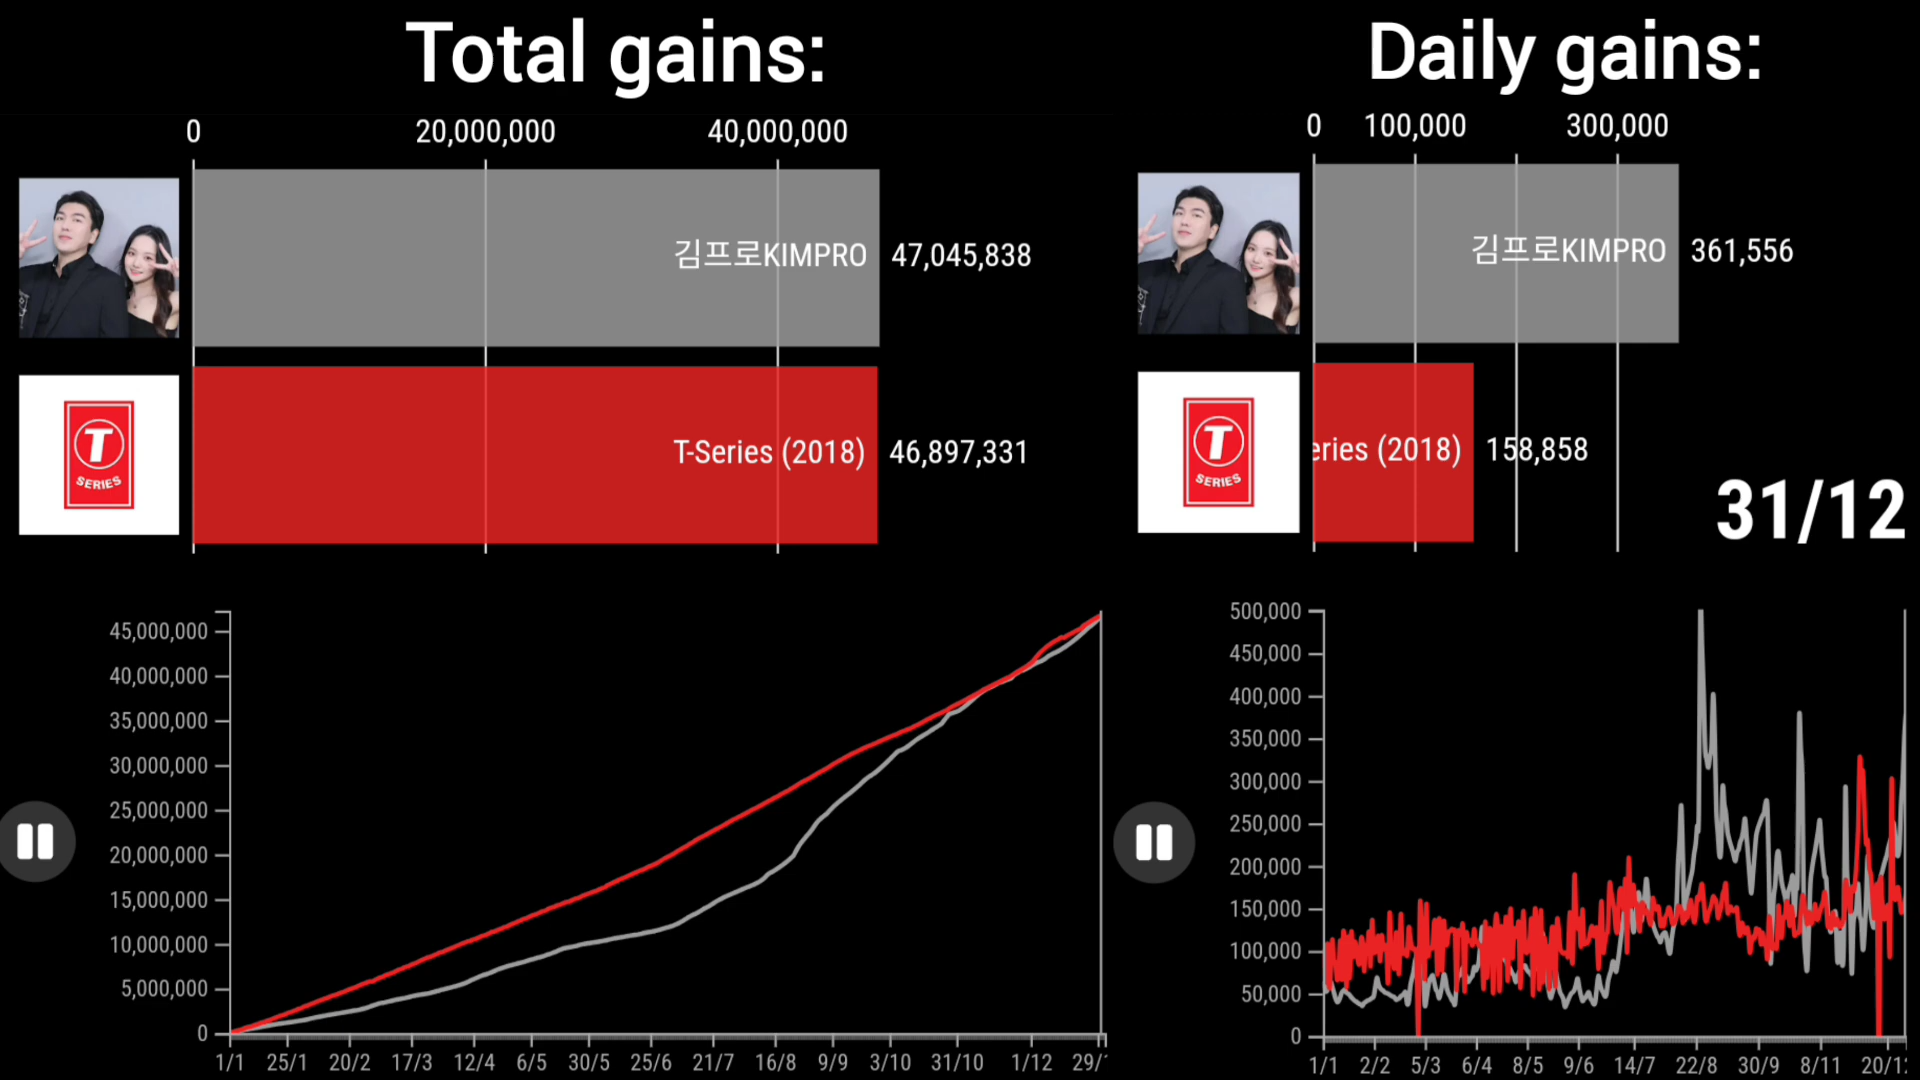 Total gains:
0 20,000,000 40,000,000
김프로KIMPRO 47,045,838
T
SERIES
T-Series (2018) 46,897,331
Daily gains:
0 100,000 300,000
김프로KIMPRO 361,556
T
SERIES
eries (2018) 158,858
31/12
45,000,000
40,000,000
35,000,000
30,000,000
25,000,000
20,000,000
15,000,000
10,000,000
5,000,000
0
1/1 25/1 20/2 17/3 12/4 6/5 30/5 25/6 21/7 16/8 9/9 3/10 31/10 1/12 29/
500,000
450,000
400,000
350,000
300,000
250,000
200,000
150,000
100,000
50,000
0
1/1 2/2 5/3 6/4 8/5 9/6 14/7 22/8 30/9 8/11 20/12